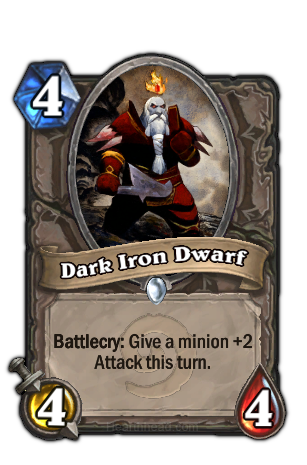 4
Dark Iron Dwarf
Battlecry: Give a minion +2
Attack this turn.
4
4